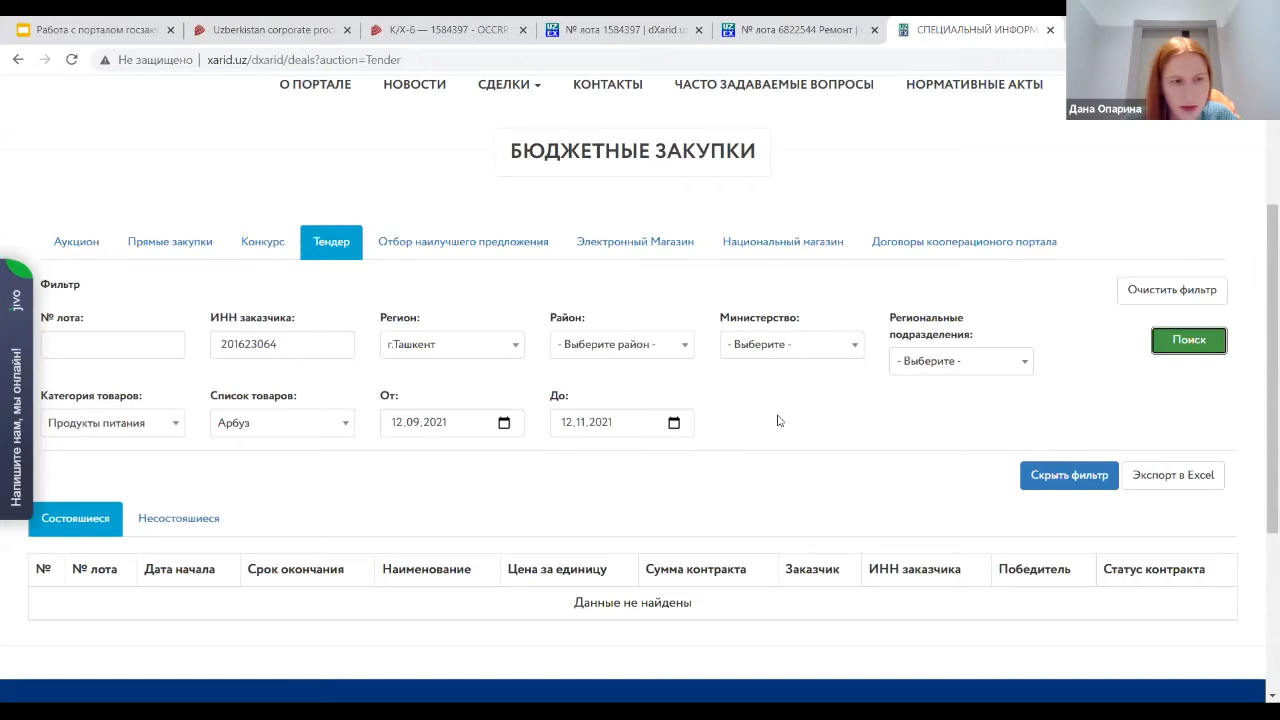 Работа с порталом госзак
Uzberkistan corporate proc
К/Х-6 — 1584397 - OCCRP
№ лота 1584397 | dXarid.uz
№ лота 6822544 Ремонт |
СПЕЦИАЛЬНЫЙ ИНФОРМ
Не защищено | xarid.uz/dxarid/deals?auction=Tender
Дана Опарина
О ПОРТАЛЕ НОВОСТИ СДЕЛКИ КОНТАКТЫ ЧАСТО ЗАДАВАЕМЫЕ ВОПРОСЫ НОРМАТИВНЫЕ АКТЫ
БЮДЖЕТНЫЕ ЗАКУПКИ
Аукцион Прямые закупки Конкурс Тендер Отбор наилучшего предложения Электронный Магазин Национальный магазин Договоры кооперационого портала
Фильтр
Очистить фильтр
№ лота: ИНН заказчика: Регион: Район: Министерство: Региональные подразделения:
201623064 г.Ташкент - Выберите район - - Выберите - - Выберите -
Поиск
Категория товаров: Список товаров: От: До:
Продукты питания Арбуз 12.09.2021 12.11.2021
Скрыть фильтр Экспорт в Excel
Состоявшиеся Несостоявшиеся
№ № лота Дата начала Срок окончания Наименование Цена за единицу Сумма контракта Заказчик ИНН заказчика Победитель Статус контракта
Данные не найдены
jivo
Напишите нам, мы онлайн!